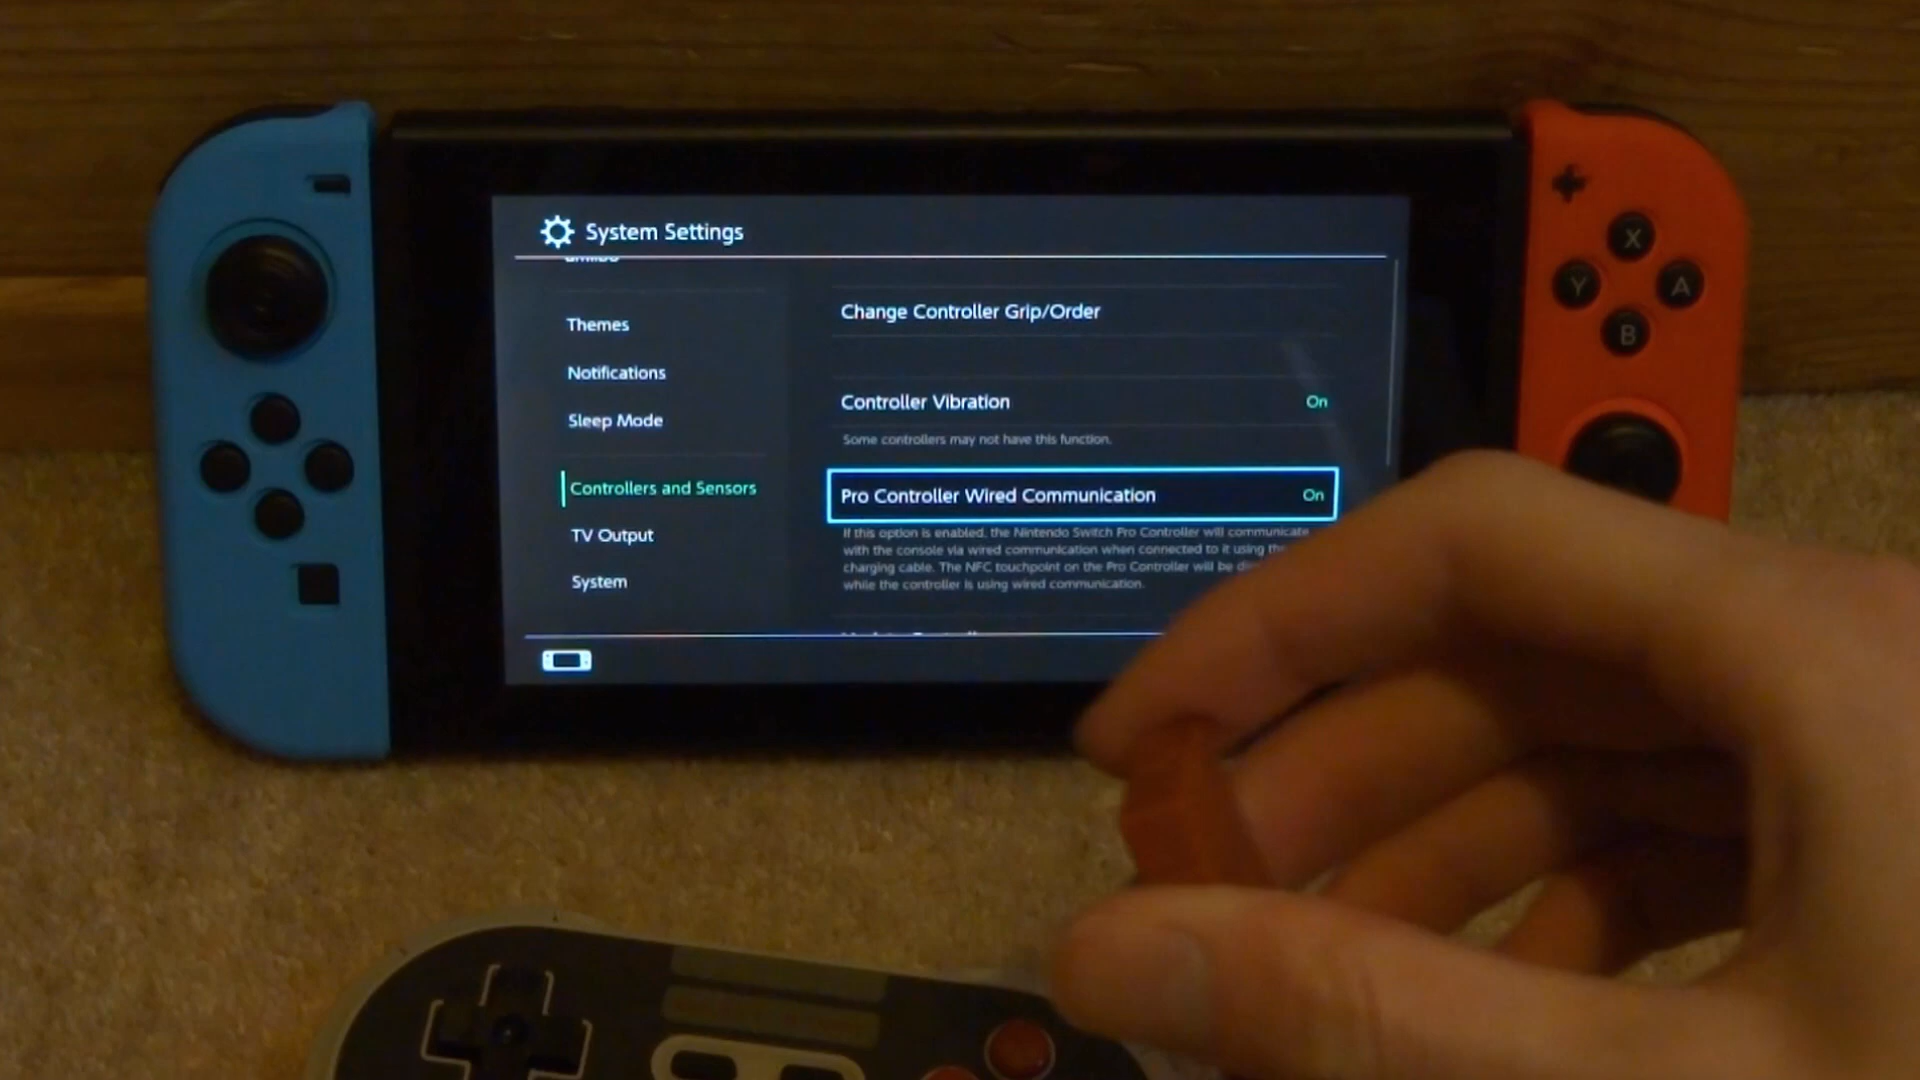 System Settings
amiibo
Themes
Notifications
Sleep Mode
Controllers and Sensors
TV Output
System
Change Controller Grip/Order
Controller Vibration On
Some controllers may not have this function.
Pro Controller Wired Communication On
If this option is enabled, the Nintendo Switch Pro Controller will communicate
with the console via wired communication when connected to it using the
charging cable. The NFC touchpoint on the Pro Controller will be
while the controller is using wired communication.
X
Y
A
B